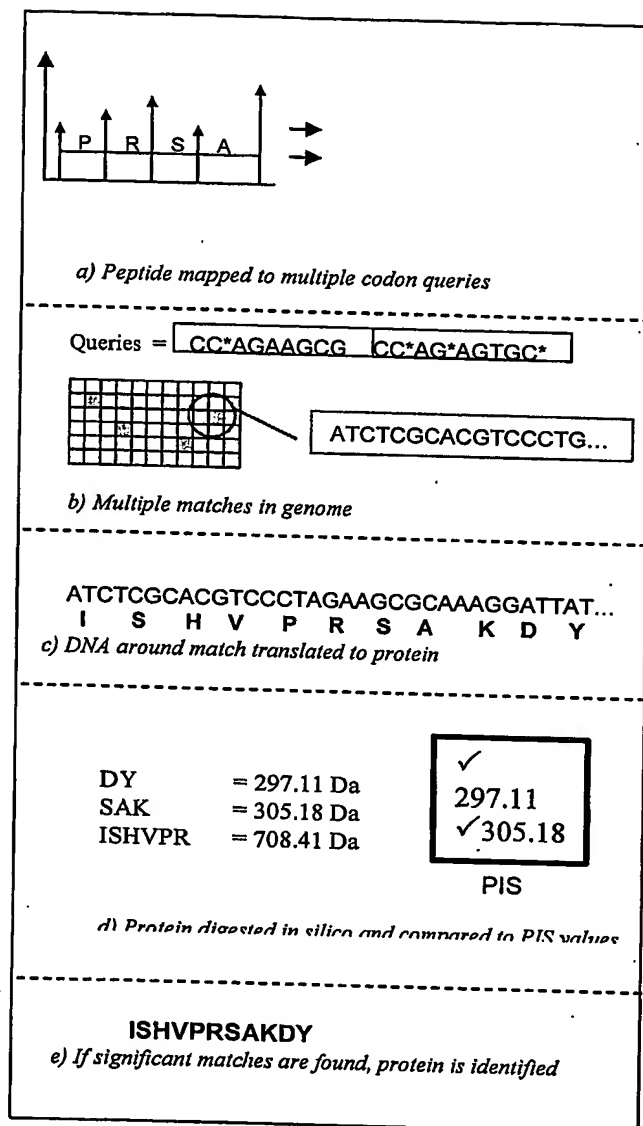 P R S A
a) Peptide mapped to multiple codon queries
Queries = CC*AGAAGCG CC*AG*AGTGC*
ATCTCGCACGTCCCTG...
b) Multiple matches in genome
ATCTCGCACGTCCCTAGAAGCGCAAAGGATTAT...
I S H V P R S A K D Y
c) DNA around match translated to protein
DY = 297.11 Da ✓
SAK = 305.18 Da 297.11
ISHVPR = 708.41 Da ✓305.18
PIS
d) Protein digested in silico and compared to PIS values
ISHVPRSAKDY
e) If significant matches are found, protein is identified